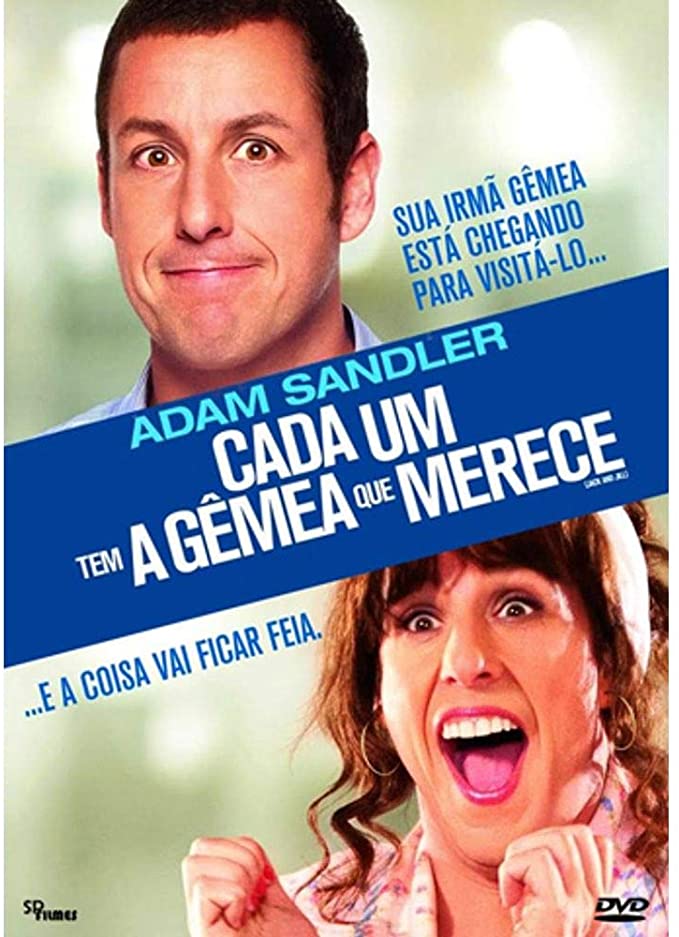 SUA IRMÃ GÊMEA
ESTÁ CHEGANDO
PARA VISITÁ-LO...
ADAM SANDLER
CADA UM
TEM A GÊMEA QUE MERECE
(JACK AND JILL)
...E A COISA VAI FICAR FEIA.
SD FILMES
DVD